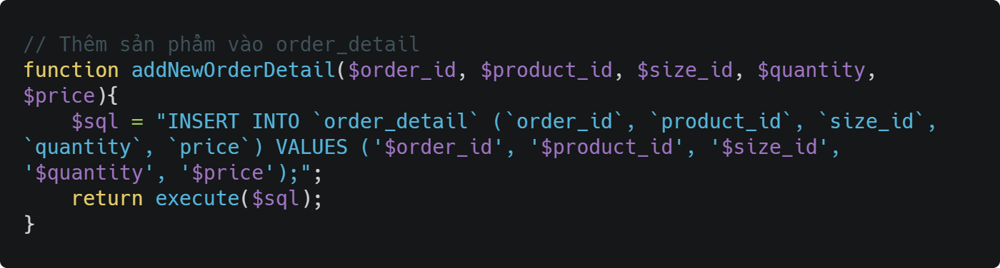 // Thêm sản phẩm vào order_detail
function addNewOrderDetail($order_id, $product_id, $size_id, $quantity,
$price){
    $sql = "INSERT INTO `order_detail` (`order_id`, `product_id`, `size_id`,
`quantity`, `price`) VALUES ('$order_id', '$product_id', '$size_id',
'$quantity', '$price');";
    return execute($sql);
}